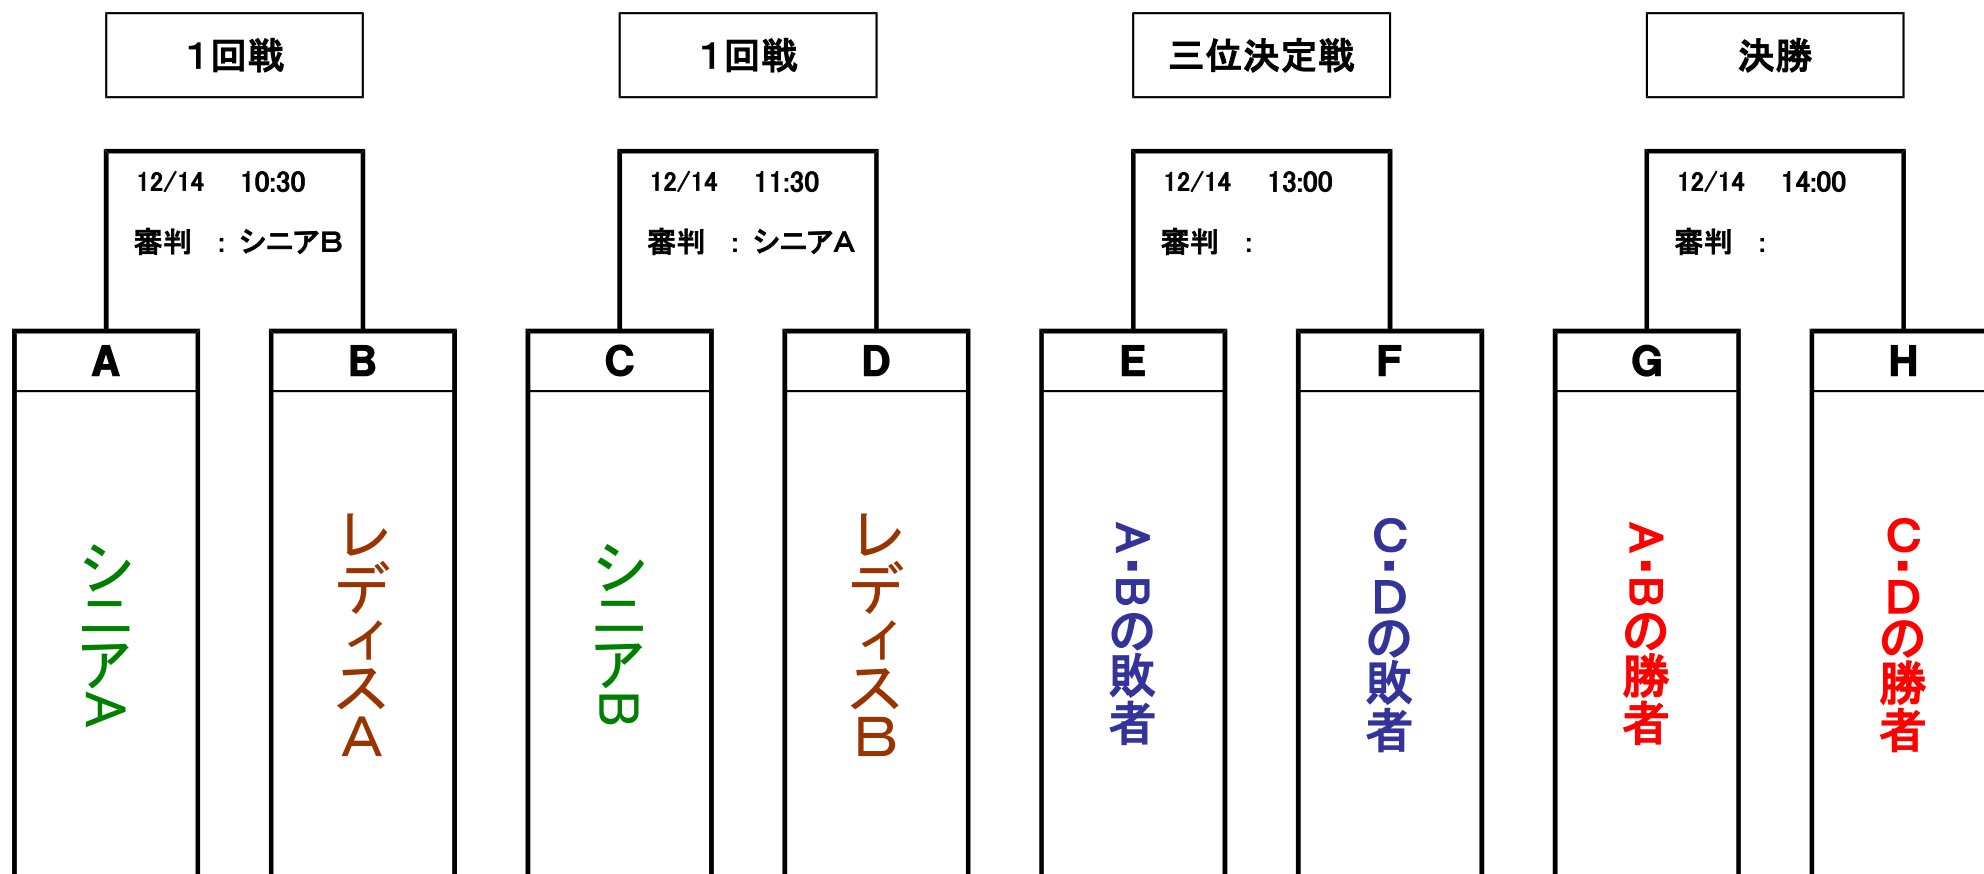 １回戦
１回戦
三位決定戦
決勝
12/14 10:30
12/14 11:30
12/14 13:00
12/14 14:00
審判 ： シニアＢ
審判 ： シニアＡ
審判 ：
審判 ：
A
B
C
D
E
F
G
H
シニアＡ
レディスＡ
シニアＢ
レディスＢ
Ａ・Ｂの敗者
Ｃ・Ｄの敗者
Ａ・Ｂの勝者
Ｃ・Ｄの勝者